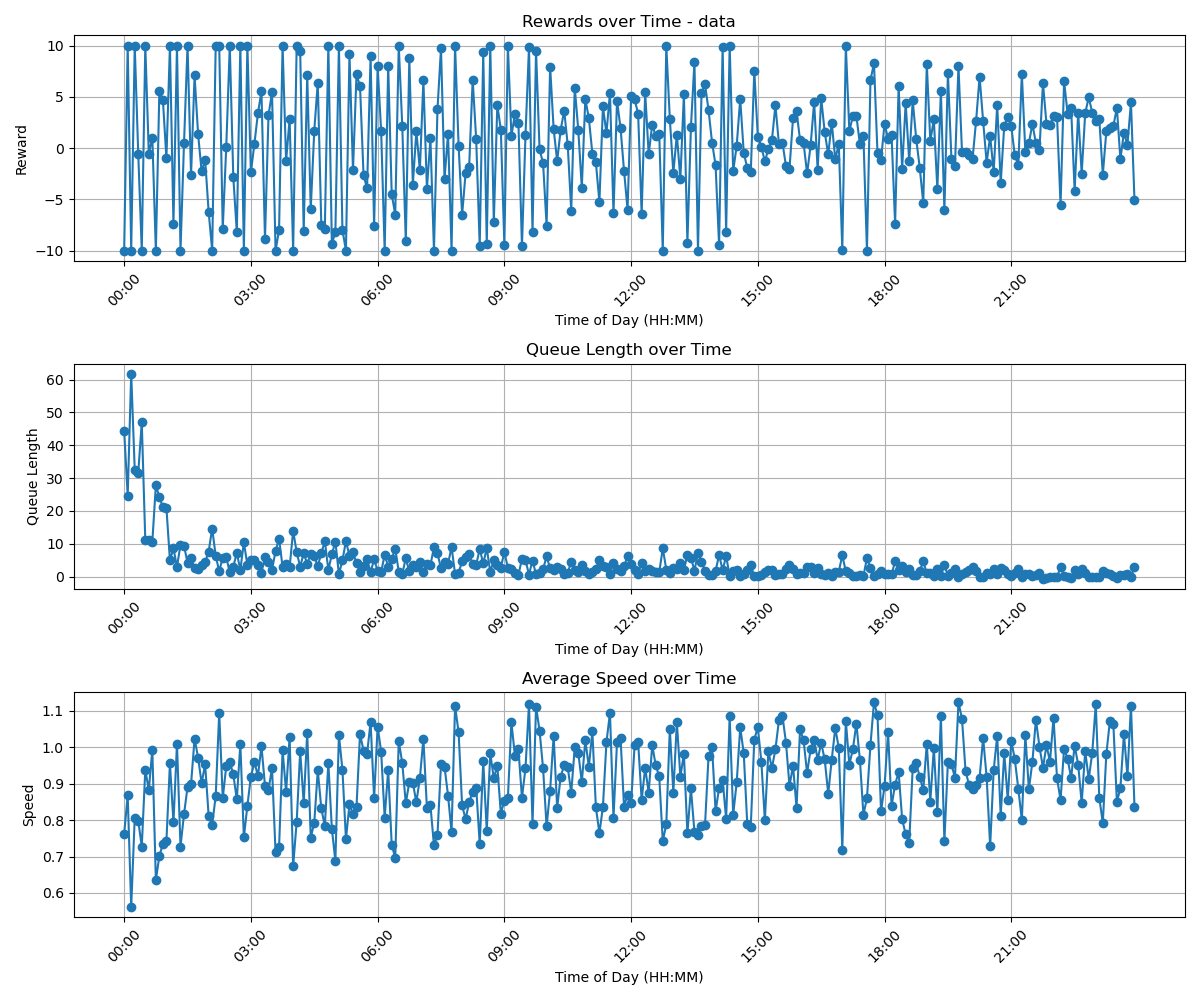 Rewards over Time - data
10
5
0
−5
−10
Reward
00:00 03:00 06:00 09:00 12:00 15:00 18:00 21:00
Time of Day (HH:MM)
Queue Length over Time
60
50
40
30
20
10
0
Queue Length
00:00 03:00 06:00 09:00 12:00 15:00 18:00 21:00
Time of Day (HH:MM)
Average Speed over Time
1.1
1.0
0.9
0.8
0.7
0.6
Speed
00:00 03:00 06:00 09:00 12:00 15:00 18:00 21:00
Time of Day (HH:MM)